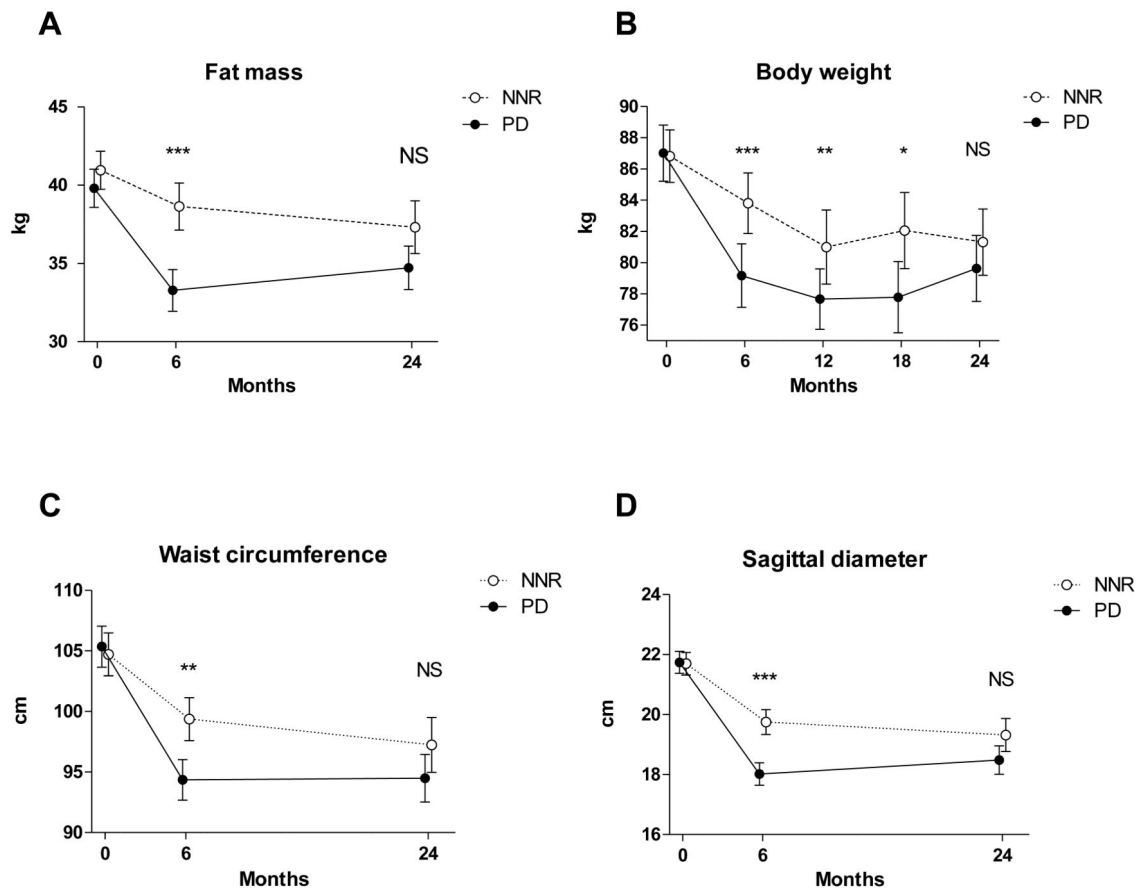 A
Fat mass
NNR
PD
45
40
35
30
kg
***
NS
0 6 24
Months
B
Body weight
NNR
PD
90
88
86
84
82
80
78
76
kg
*** ** * NS
0 6 12 18 24
Months
C
Waist circumference
NNR
PD
110
105
100
95
90
cm
**
NS
0 6 24
Months
D
Sagittal diameter
NNR
PD
24
22
20
18
16
cm
***
NS
0 6 24
Months